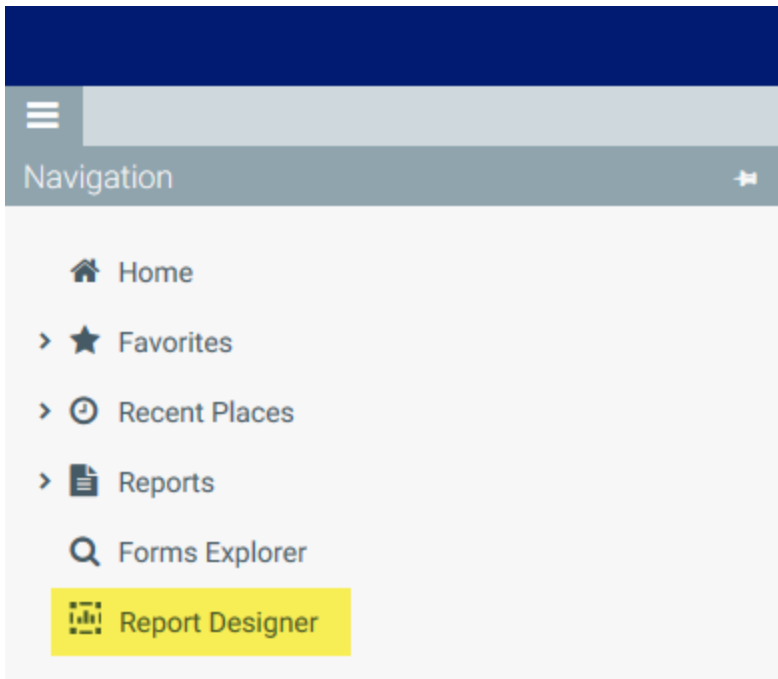 Navigation
Home
Favorites
Recent Places
Reports
Forms Explorer
Report Designer